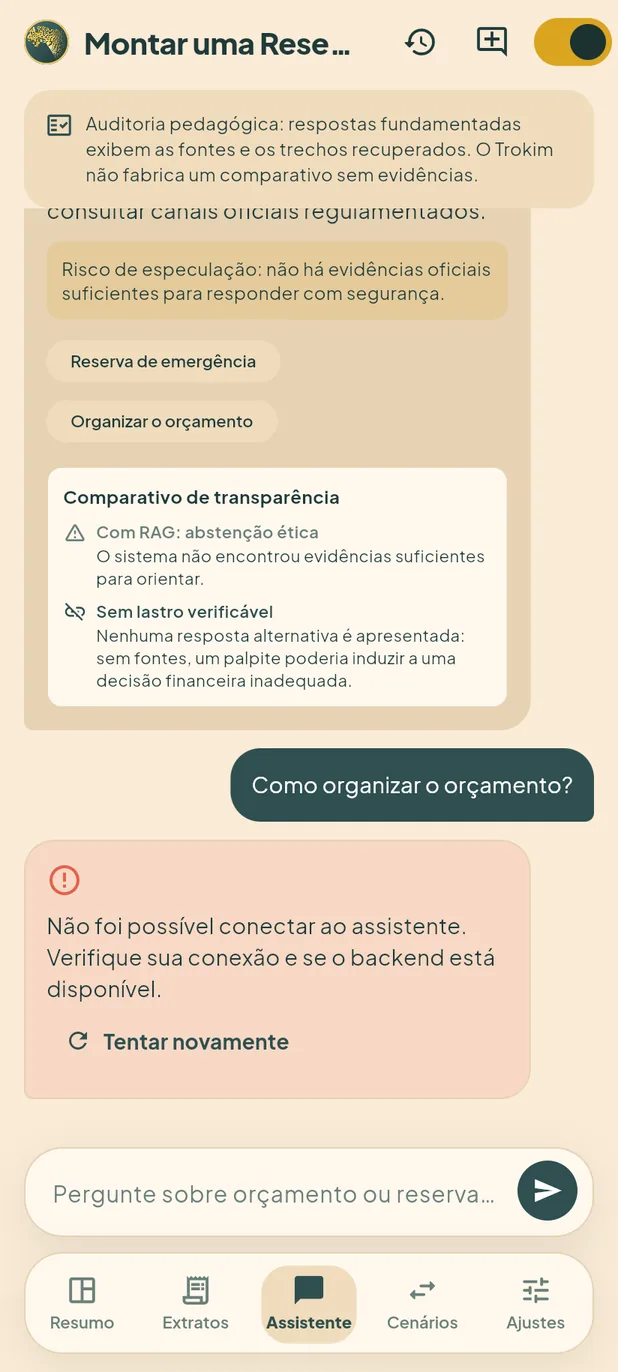 Montar uma Rese...
Auditoria pedagógica: respostas fundamentadas
exibem as fontes e os trechos recuperados. O Trokim
não fabrica um comparativo sem evidências.
consultar canais oficiais regulamentados.
Risco de especulação: não há evidências oficiais
suficientes para responder com segurança.
Reserva de emergência
Organizar o orçamento
Comparativo de transparência
Com RAG: abstenção ética
O sistema não encontrou evidências suficientes
para orientar.
Sem lastro verificável
Nenhuma resposta alternativa é apresentada:
sem fontes, um palpite poderia induzir a uma
decisão financeira inadequada.
Como organizar o orçamento?
Não foi possível conectar ao assistente.
Verifique sua conexão e se o backend está
disponível.
Tentar novamente
Pergunte sobre orçamento ou reserva...
Resumo
Extratos
Assistente
Cenários
Ajustes